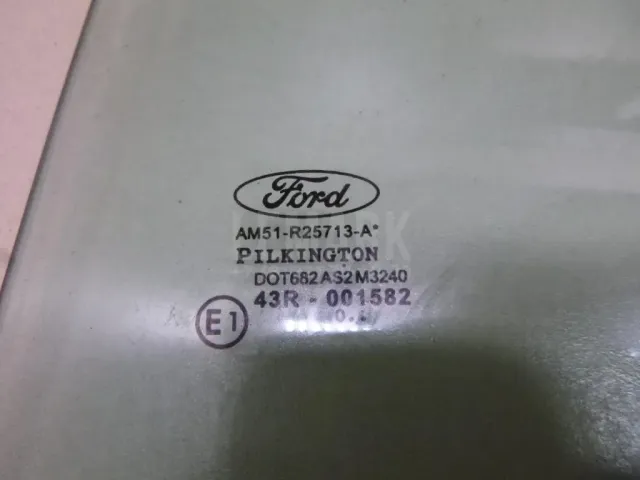 Ford
AM51-R25713-A*
PILKINGTON
DOT682AS2M3240
43R - 001582
E1